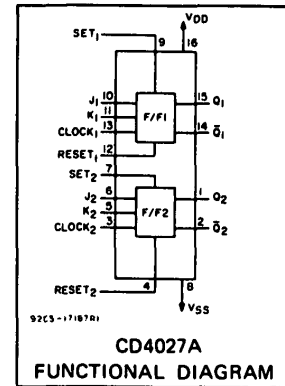 SET1
VDD
9
16
J1 10
K1 11
CLOCK1 13
F/F1
15 Q1
14 Q̅1
RESET1 12
SET2 7
J2 6
K2 5
CLOCK2 3
F/F2
1 Q2
2 Q̅2
RESET2
4
8
VSS
92CS-17187R1
CD4027A
FUNCTIONAL DIAGRAM